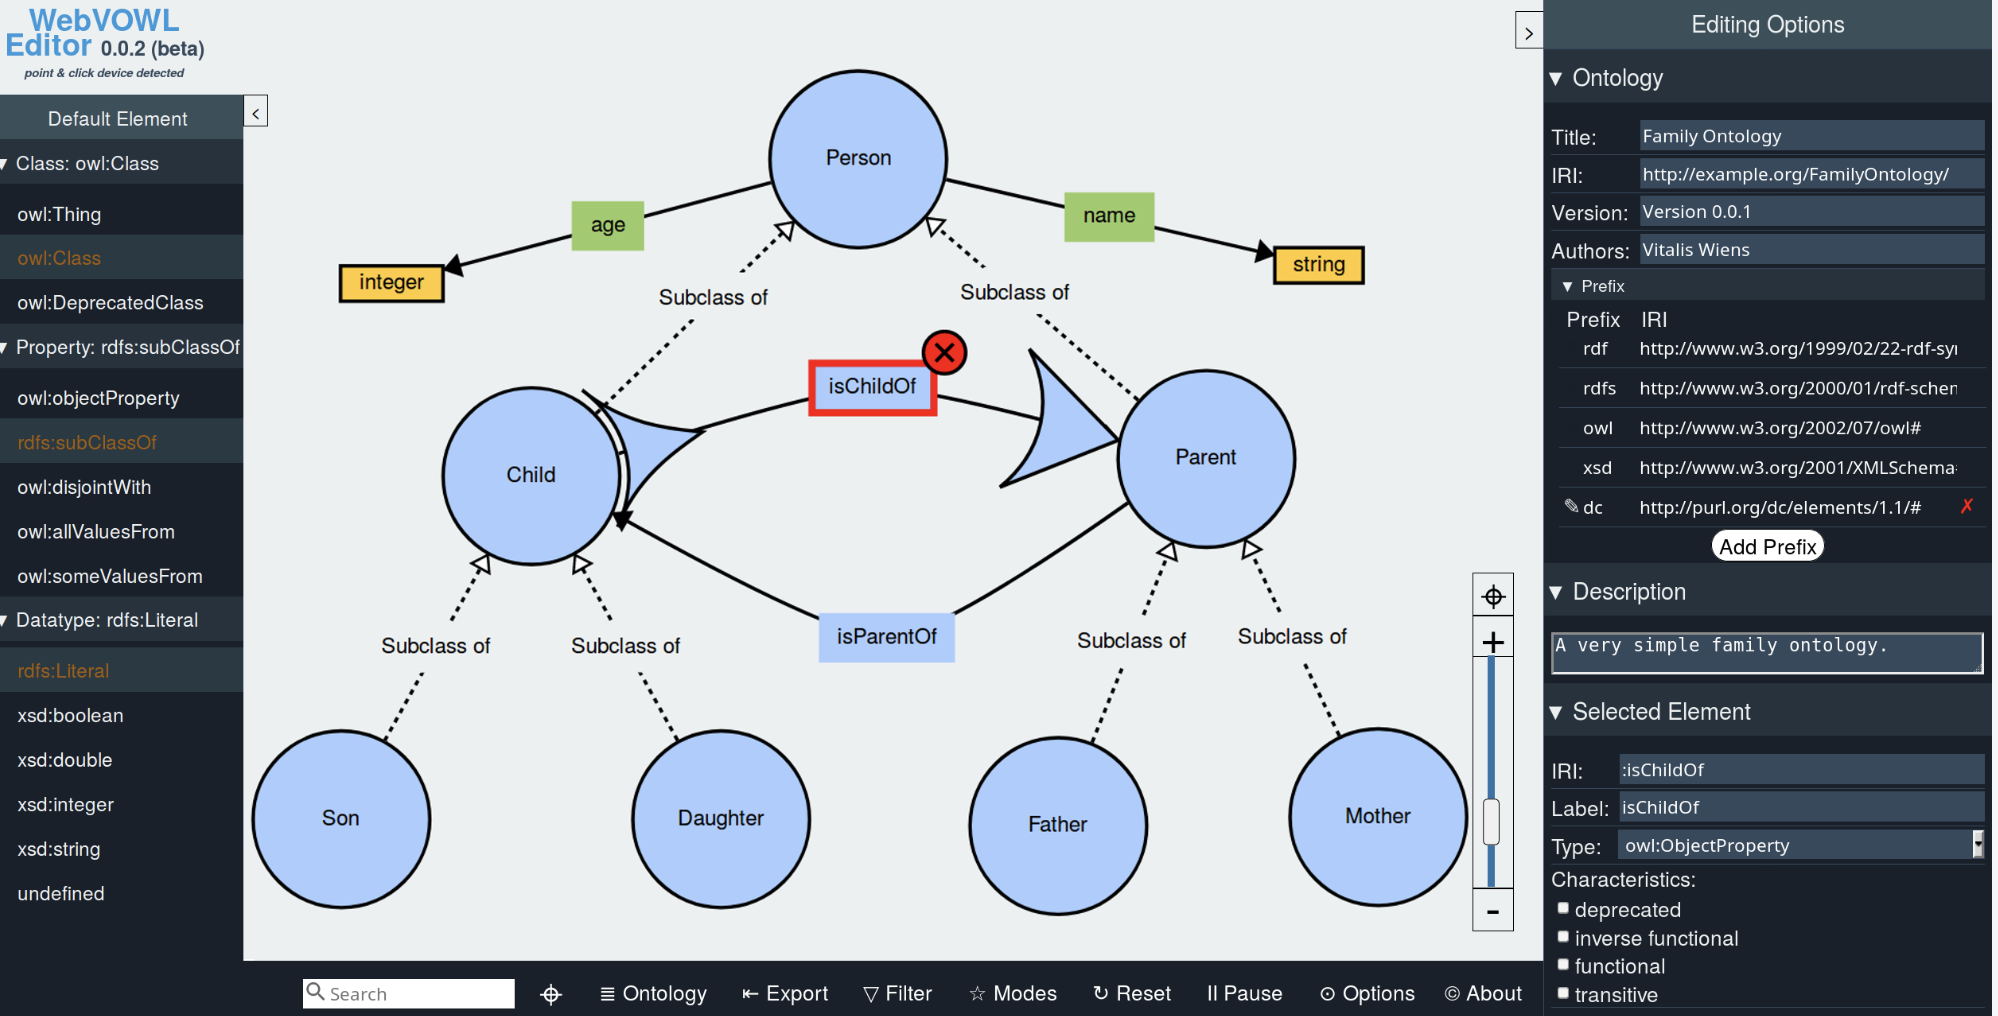 WebVOWL
Editor 0.0.2 (beta)
point & click device detected
Default Element
▼ Class: owl:Class
owl:Thing
owl:Class
owl:DeprecatedClass
▼ Property: rdfs:subClassOf
owl:objectProperty
rdfs:subClassOf
owl:disjointWith
owl:allValuesFrom
owl:someValuesFrom
▼ Datatype: rdfs:Literal
rdfs:Literal
xsd:boolean
xsd:double
xsd:integer
xsd:string
undefined
<
>
Person
age
name
integer
string
Subclass of
Subclass of
isChildOf
Child
Parent
isParentOf
Subclass of
Subclass of
Subclass of
Subclass of
Son
Daughter
Father
Mother
+
-
Search
Ontology
Export
Filter
Modes
Reset
Pause
Options
© About
Editing Options
▼ Ontology
Title: Family Ontology
IRI: http://example.org/FamilyOntology/
Version: Version 0.0.1
Authors: Vitalis Wiens
▼ Prefix
Prefix IRI
rdf http://www.w3.org/1999/02/22-rdf-sy
rdfs http://www.w3.org/2000/01/rdf-schen
owl http://www.w3.org/2002/07/owl#
xsd http://www.w3.org/2001/XMLSchema
✎ dc http://purl.org/dc/elements/1.1/# ✗
Add Prefix
▼ Description
A very simple family ontology.
▼ Selected Element
IRI: :isChildOf
Label: isChildOf
Type: owl:ObjectProperty
Characteristics:
deprecated
inverse functional
functional
transitive